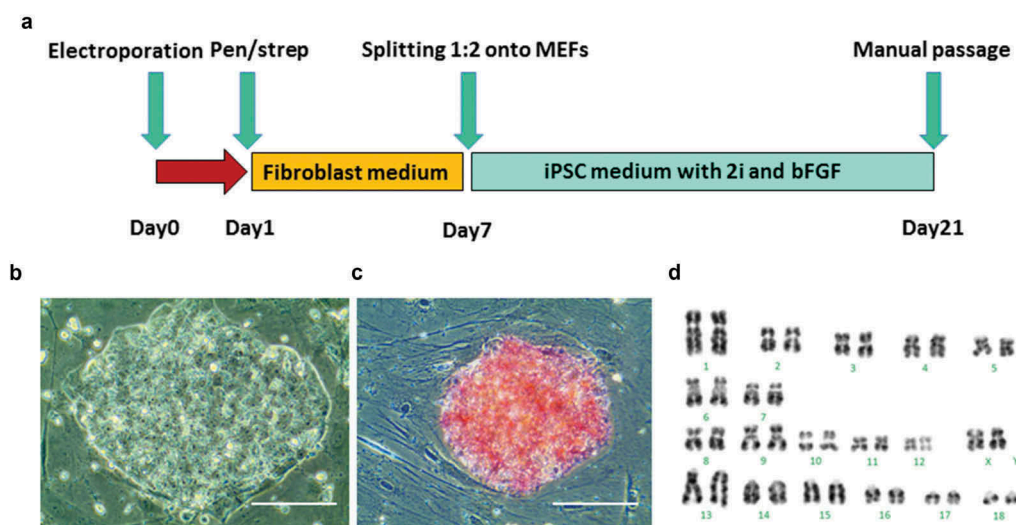 a
Electroporation Pen/strep Splitting 1:2 onto MEFs Manual passage
Fibroblast medium iPSC medium with 2i and bFGF
Day0 Day1 Day7 Day21
b c d
1 2 3 4 5
6 7
8 9 10 11 12 X Y
13 14 15 16 17 18